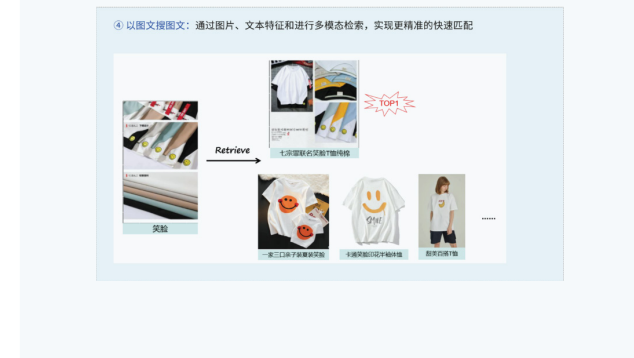 ④ 以图文搜图文：通过图片、文本特征和进行多模态检索，实现更精准的快速匹配
TOP1
Retrieve
七宗罪联名笑脸T恤纯棉
笑脸
一家三口亲子装夏装笑脸
卡通笑脸印花半袖体恤
甜美百搭T恤
......